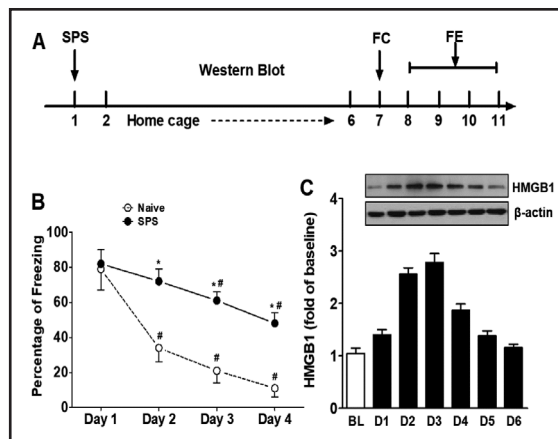 A
SPS
FC
FE
Western Blot
1 2 Home cage 6 7 8 9 10 11
B
Naive
SPS
Percentage of Freezing
100
80
60
40
20
0
*
*#
*#
#
#
#
Day 1 Day 2 Day 3 Day 4
C
HMGB1
β-actin
HMGB1 (fold of baseline)
4
3
2
1
0
BL D1 D2 D3 D4 D5 D6